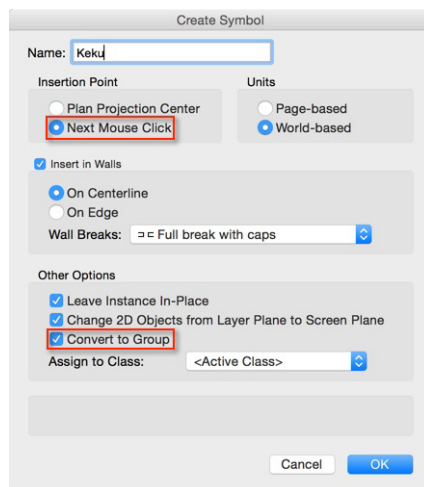 Create Symbol
Name: Keku
Insertion Point
Units
Plan Projection Center
Page-based
Next Mouse Click
World-based
Insert in Walls
On Centerline
On Edge
Wall Breaks: Full break with caps
Other Options
Leave Instance In-Place
Change 2D Objects from Layer Plane to Screen Plane
Convert to Group
Assign to Class: <Active Class>
Cancel
OK